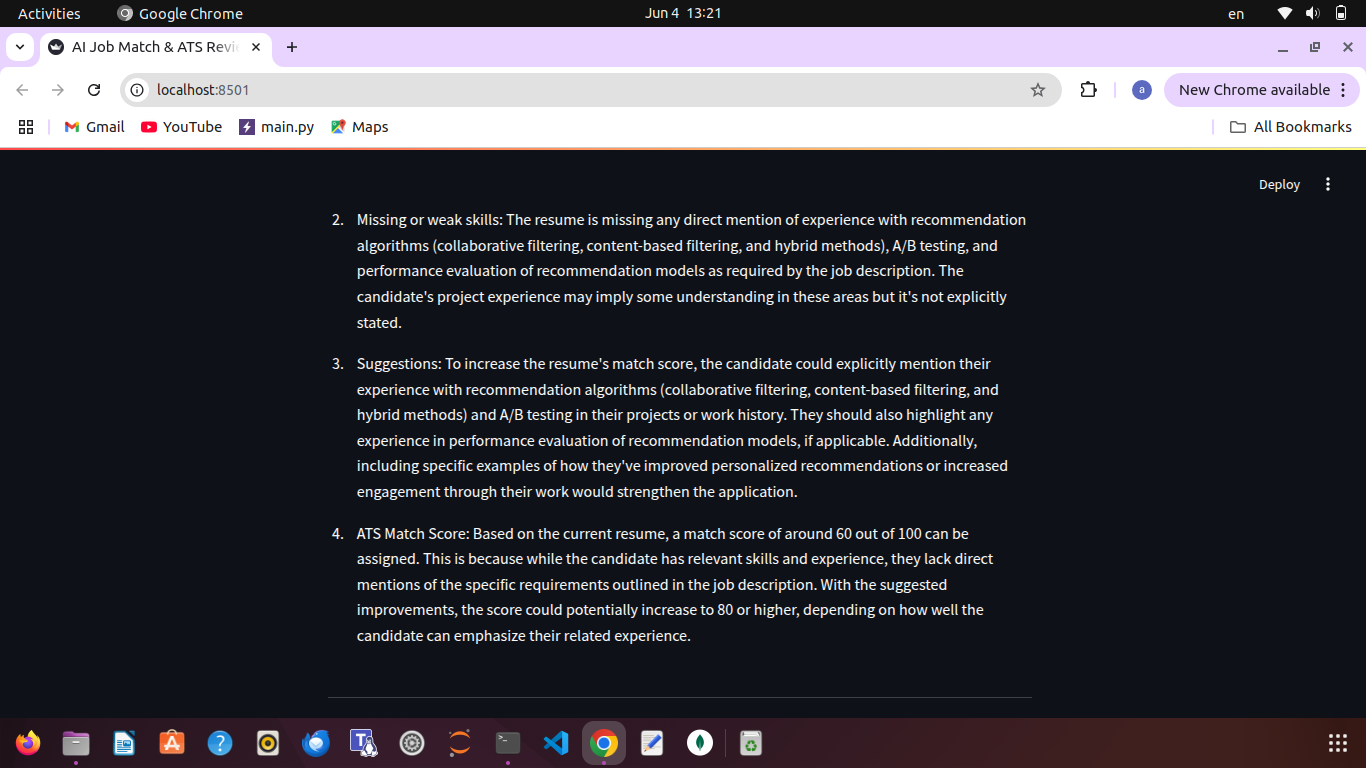 Activities
Google Chrome
Jun 4 13:21
en
AI Job Match & ATS Revi
localhost:8501
a
New Chrome available
Gmail
YouTube
main.py
Maps
All Bookmarks
Deploy
2. Missing or weak skills: The resume is missing any direct mention of experience with recommendation
algorithms (collaborative filtering, content-based filtering, and hybrid methods), A/B testing, and
performance evaluation of recommendation models as required by the job description. The
candidate's project experience may imply some understanding in these areas but it's not explicitly
stated.
3. Suggestions: To increase the resume's match score, the candidate could explicitly mention their
experience with recommendation algorithms (collaborative filtering, content-based filtering, and
hybrid methods) and A/B testing in their projects or work history. They should also highlight any
experience in performance evaluation of recommendation models, if applicable. Additionally,
including specific examples of how they've improved personalized recommendations or increased
engagement through their work would strengthen the application.
4. ATS Match Score: Based on the current resume, a match score of around 60 out of 100 can be
assigned. This is because while the candidate has relevant skills and experience, they lack direct
mentions of the specific requirements outlined in the job description. With the suggested
improvements, the score could potentially increase to 80 or higher, depending on how well the
candidate can emphasize their related experience.